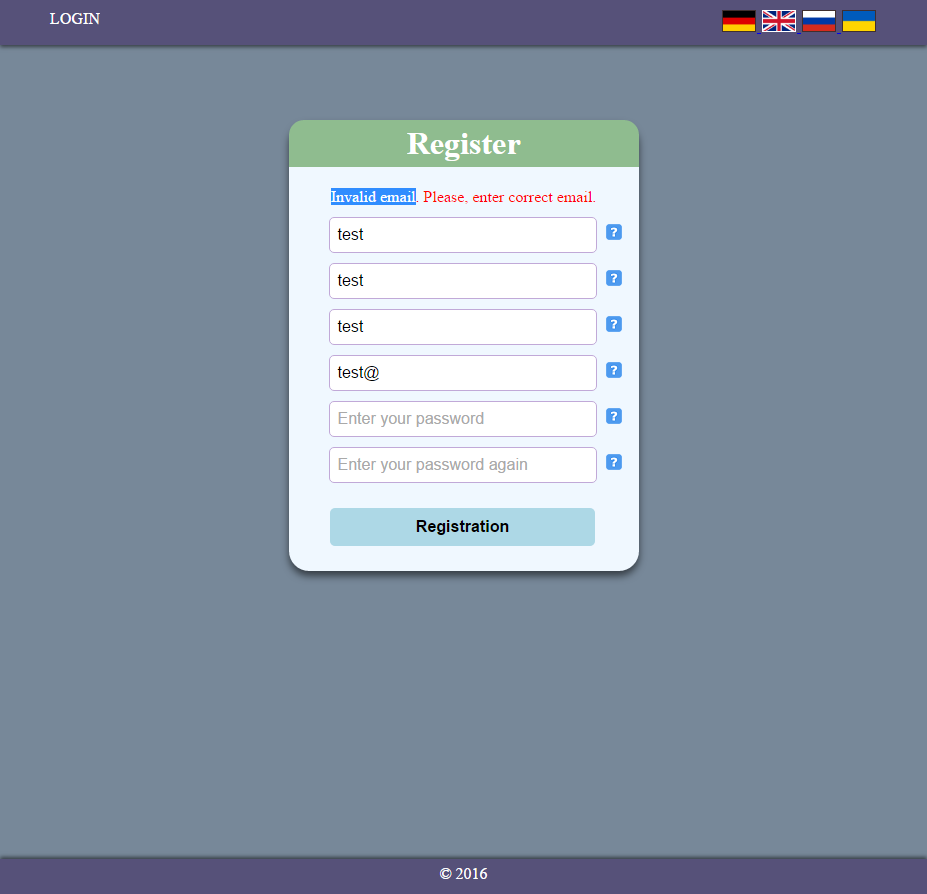 LOGIN
Register
Invalid email. Please, enter correct email.
test
?
test
?
test
?
test@
?
Enter your password
?
Enter your password again
?
Registration
© 2016